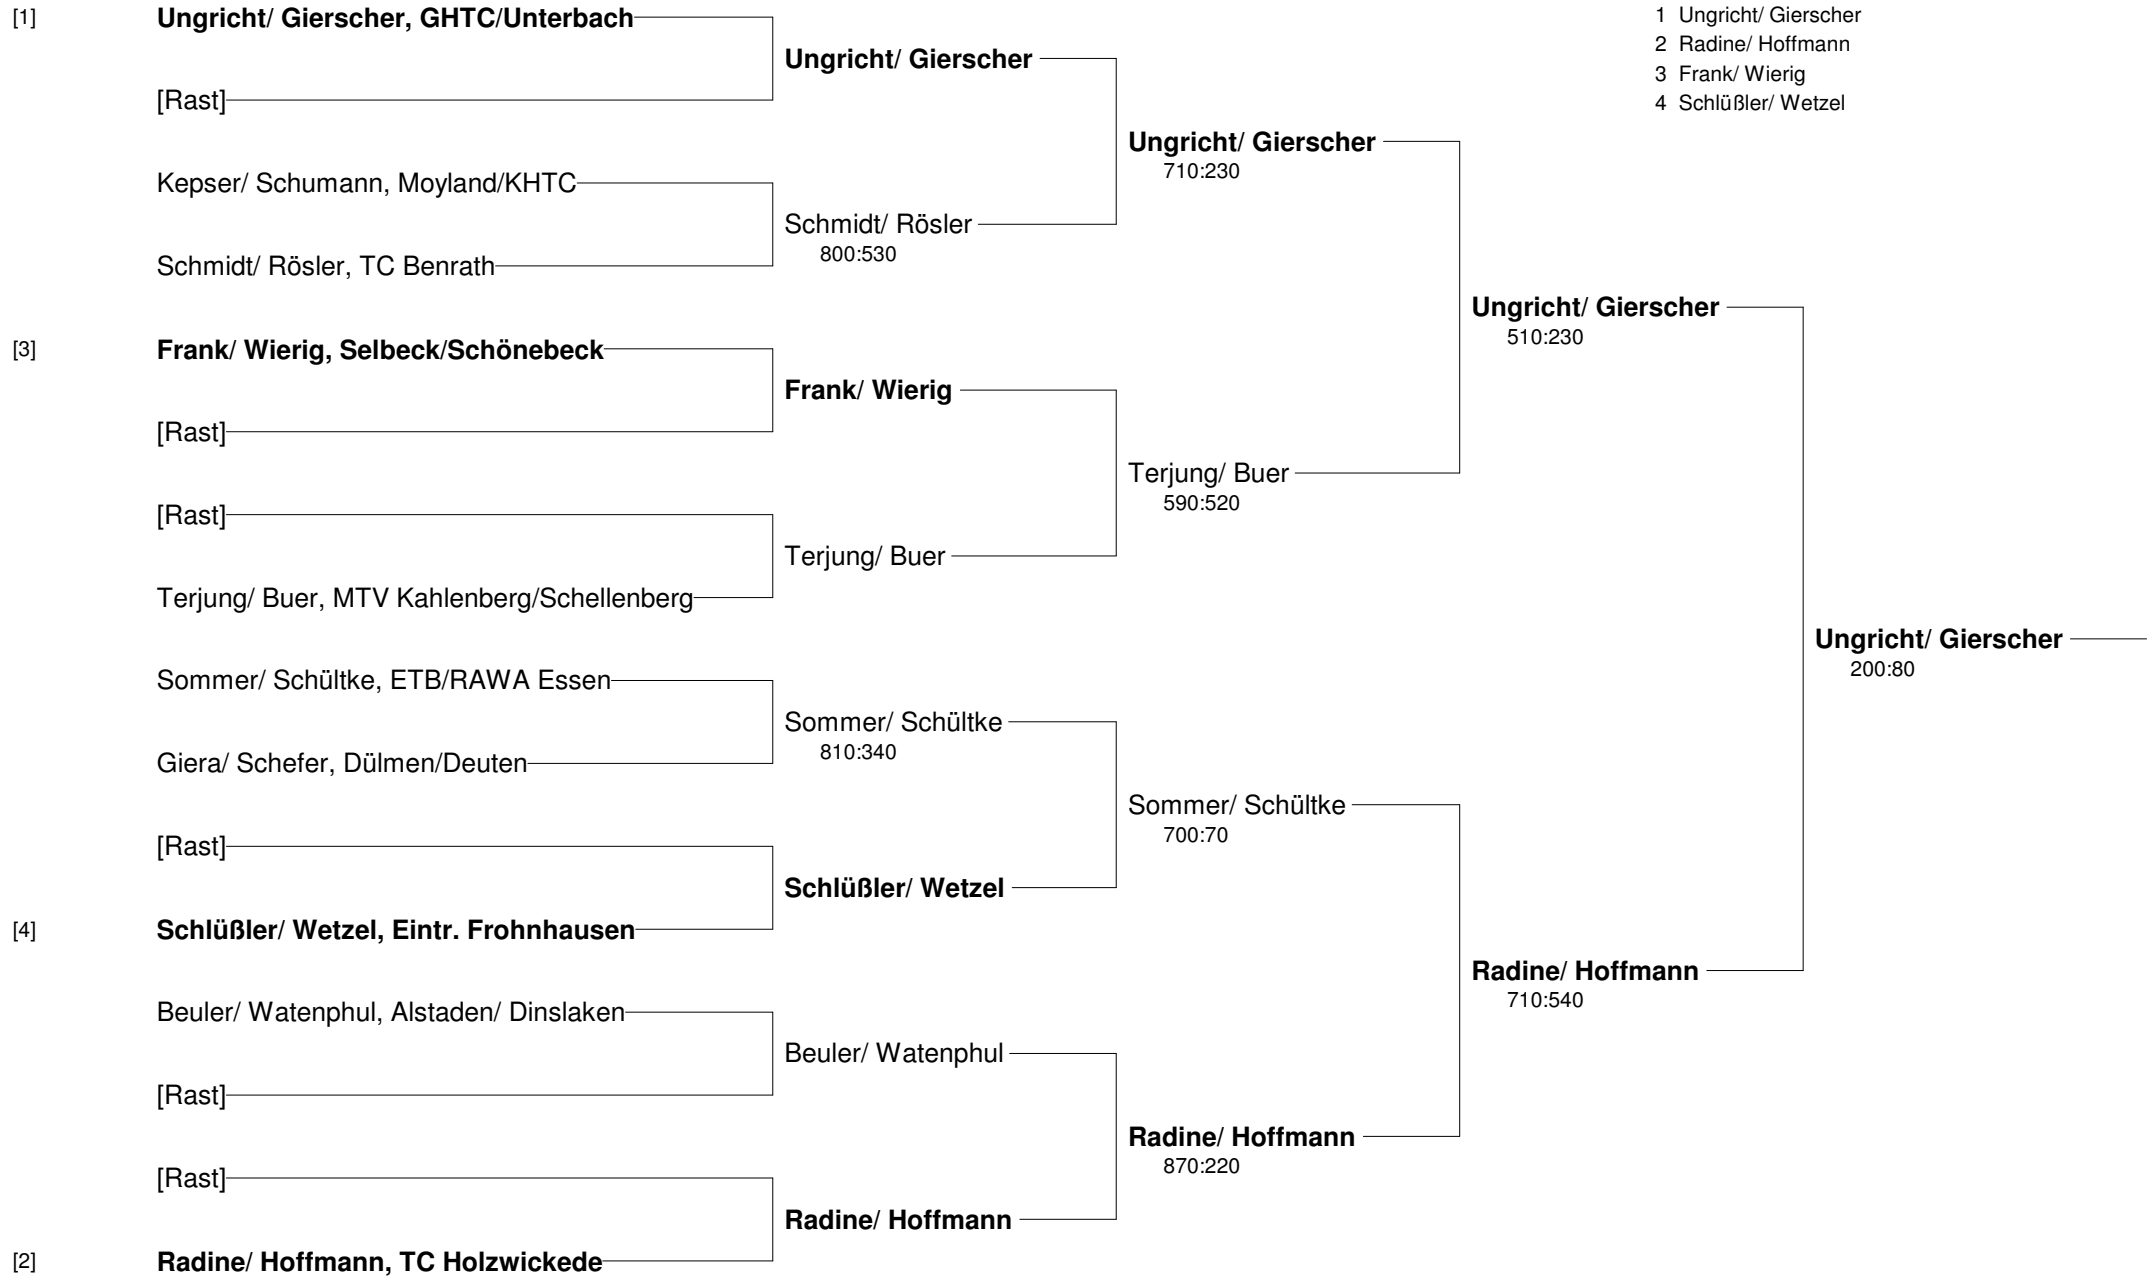 [1] Ungricht/ Gierscher, GHTC/Unterbach
[Rast]
Kepser/ Schumann, Moyland/KHTC
Schmidt/ Rösler, TC Benrath
[3] Frank/ Wierig, Selbeck/Schönebeck
[Rast]
[Rast]
Terjung/ Buer, MTV Kahlenberg/Schellenberg
Sommer/ Schültke, ETB/RAWA Essen
Giera/ Schefer, Dülmen/Deuten
[Rast]
[4] Schlüßler/ Wetzel, Eintr. Frohnhausen
Beuler/ Watenphul, Alstaden/ Dinslaken
[Rast]
[Rast]
[2] Radine/ Hoffmann, TC Holzwickede
Ungricht/ Gierscher
Schmidt/ Rösler
800:530
Frank/ Wierig
Terjung/ Buer
Sommer/ Schültke
810:340
Schlüßler/ Wetzel
Beuler/ Watenphul
Radine/ Hoffmann
Ungricht/ Gierscher
710:230
Terjung/ Buer
590:520
Sommer/ Schültke
700:70
Radine/ Hoffmann
870:220
Ungricht/ Gierscher
510:230
Radine/ Hoffmann
710:540
Ungricht/ Gierscher
200:80
1 Ungricht/ Gierscher
2 Radine/ Hoffmann
3 Frank/ Wierig
4 Schlüßler/ Wetzel